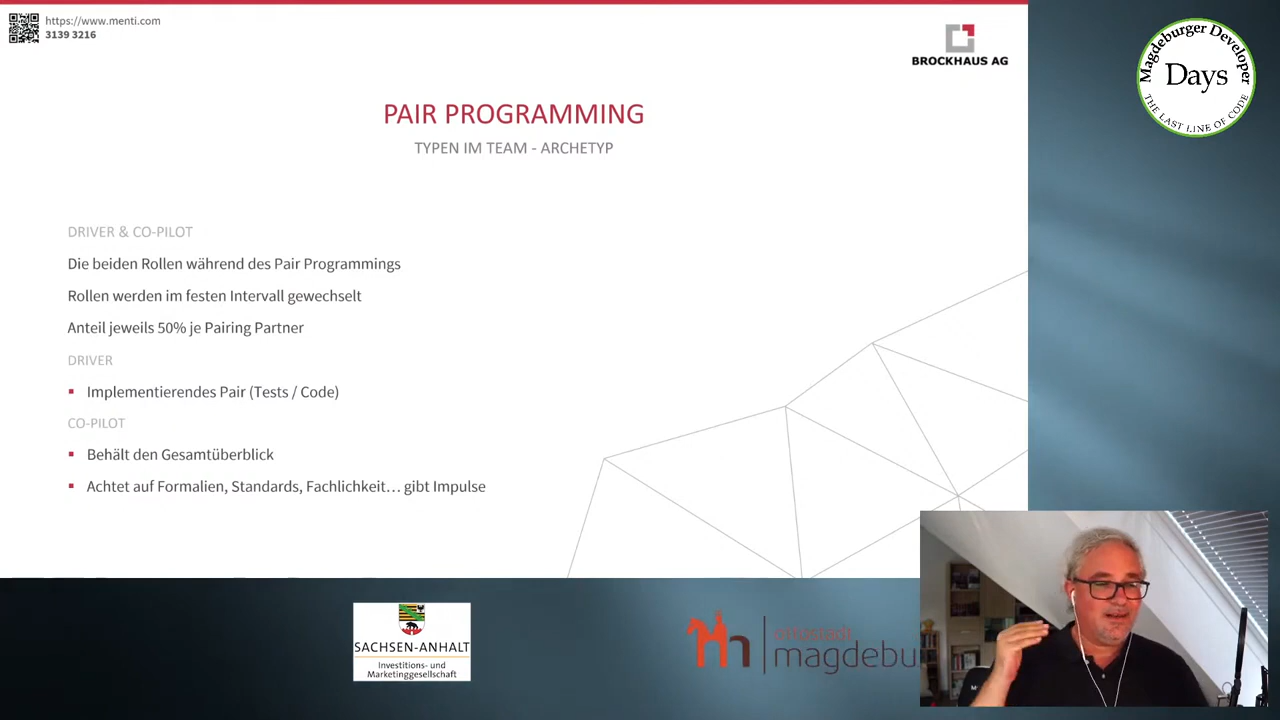 https://www.menti.com
3139 3216
BROCKHAUS AG
Magdeburger Developer
Days
THE LAST LINE OF CODE
PAIR PROGRAMMING
TYPEN IM TEAM - ARCHETYP
DRIVER & CO-PILOT
Die beiden Rollen während des Pair Programmings
Rollen werden im festen Intervall gewechselt
Anteil jeweils 50% je Pairing Partner
DRIVER
▪ Implementierendes Pair (Tests / Code)
CO-PILOT
▪ Behält den Gesamtüberblick
▪ Achtet auf Formalien, Standards, Fachlichkeit... gibt Impulse
SACHSEN-ANHALT
Investitions- und
Marketinggesellschaft
magdebu